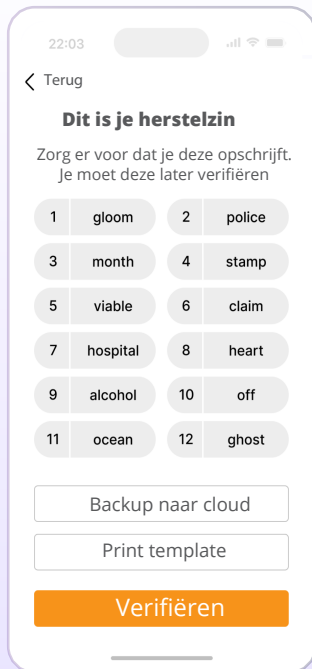 22:03
Terug
Dit is je herstelzin
Zorg er voor dat je deze opschrijft.
Je moet deze later verifiëren
1 gloom 2 police
3 month 4 stamp
5 viable 6 claim
7 hospital 8 heart
9 alcohol 10 off
11 ocean 12 ghost
Backup naar cloud
Print template
Verifiëren